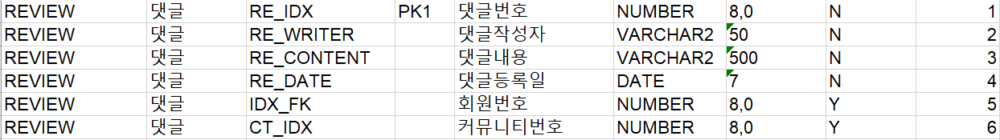 REVIEW 댓글 RE_IDX PK1 댓글번호 NUMBER 8,0 N 1
REVIEW 댓글 RE_WRITER 댓글작성자 VARCHAR2 50 N 2
REVIEW 댓글 RE_CONTENT 댓글내용 VARCHAR2 500 N 3
REVIEW 댓글 RE_DATE 댓글등록일 DATE 7 N 4
REVIEW 댓글 IDX_FK 회원번호 NUMBER 8,0 Y 5
REVIEW 댓글 CT_IDX 커뮤니티번호 NUMBER 8,0 Y 6